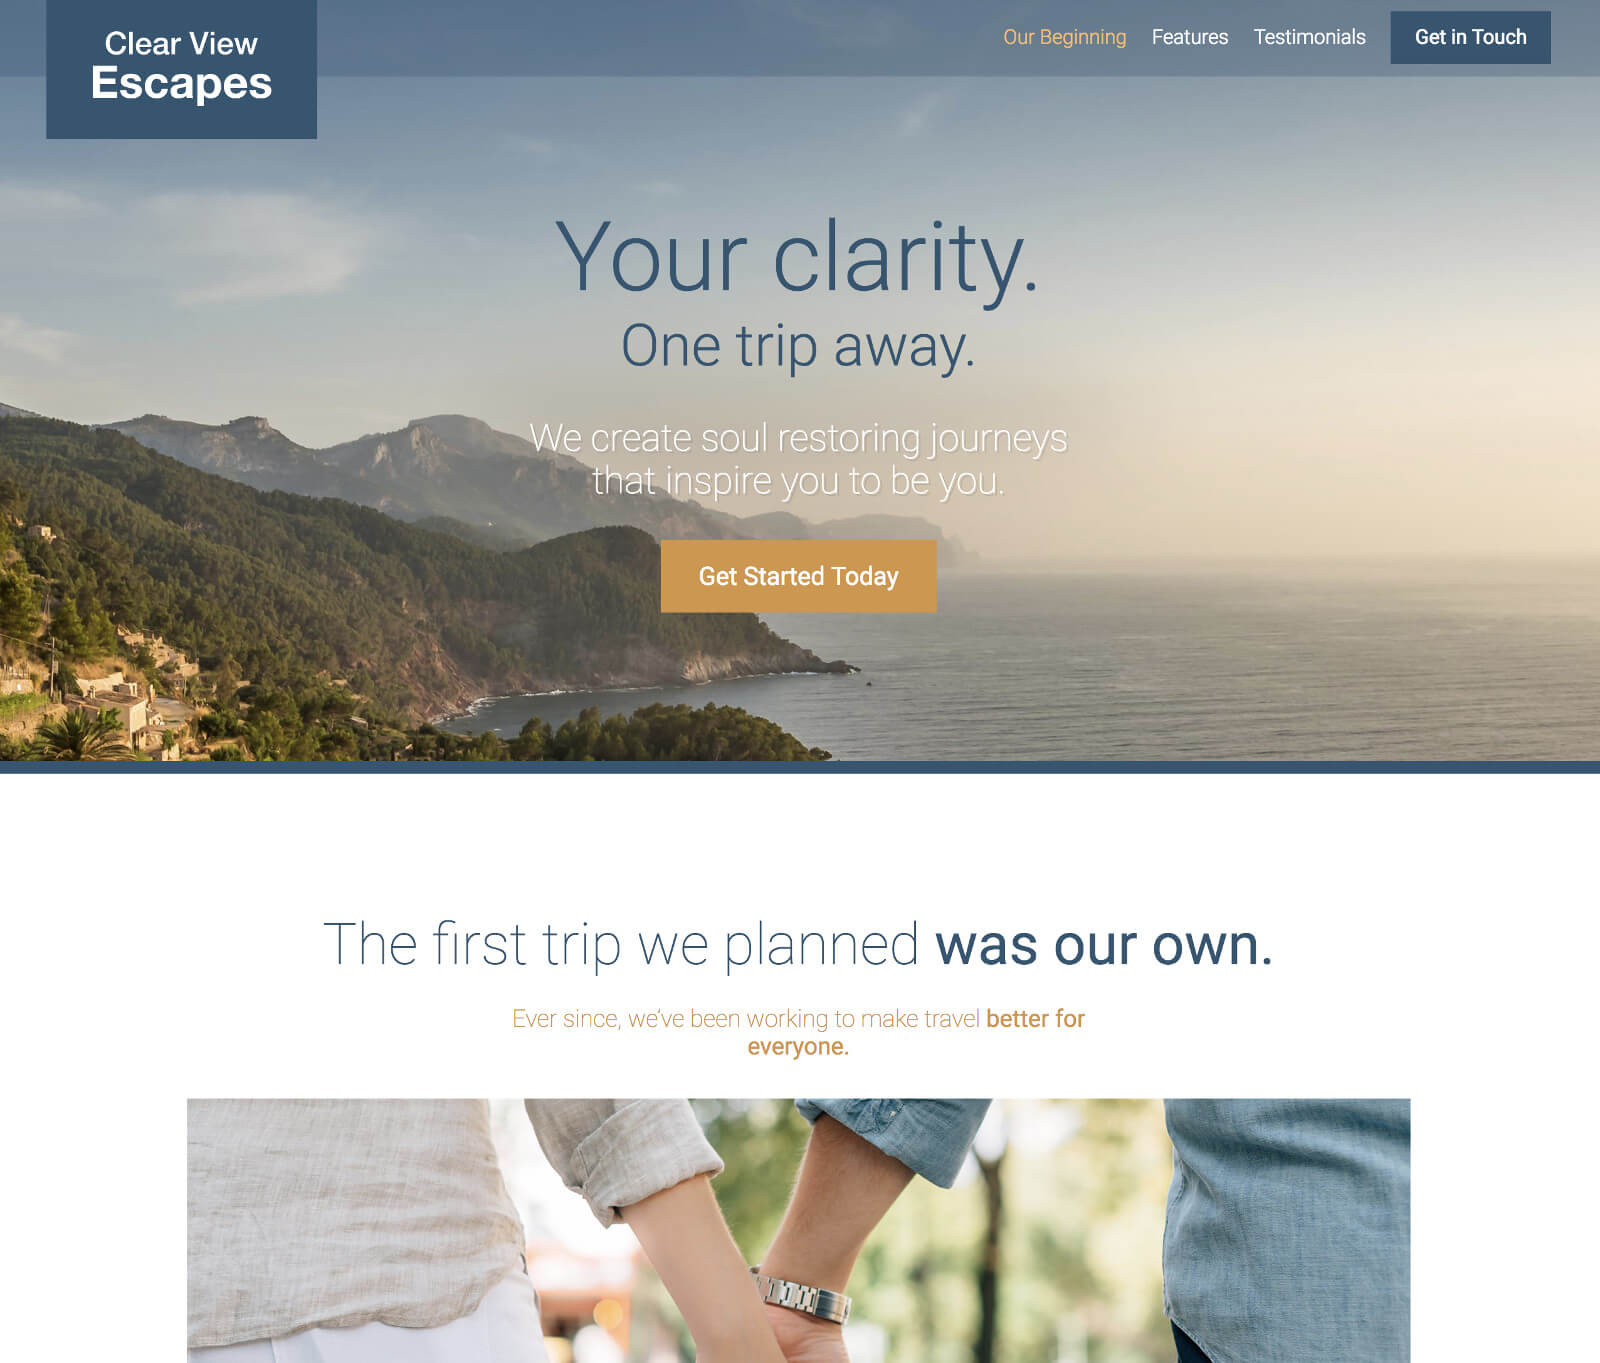 Clear View
Escapes
Our Beginning
Features
Testimonials
Get in Touch
Your clarity.
One trip away.
We create soul restoring journeys
that inspire you to be you.
Get Started Today
The first trip we planned was our own.
Ever since, we've been working to make travel better for
everyone.